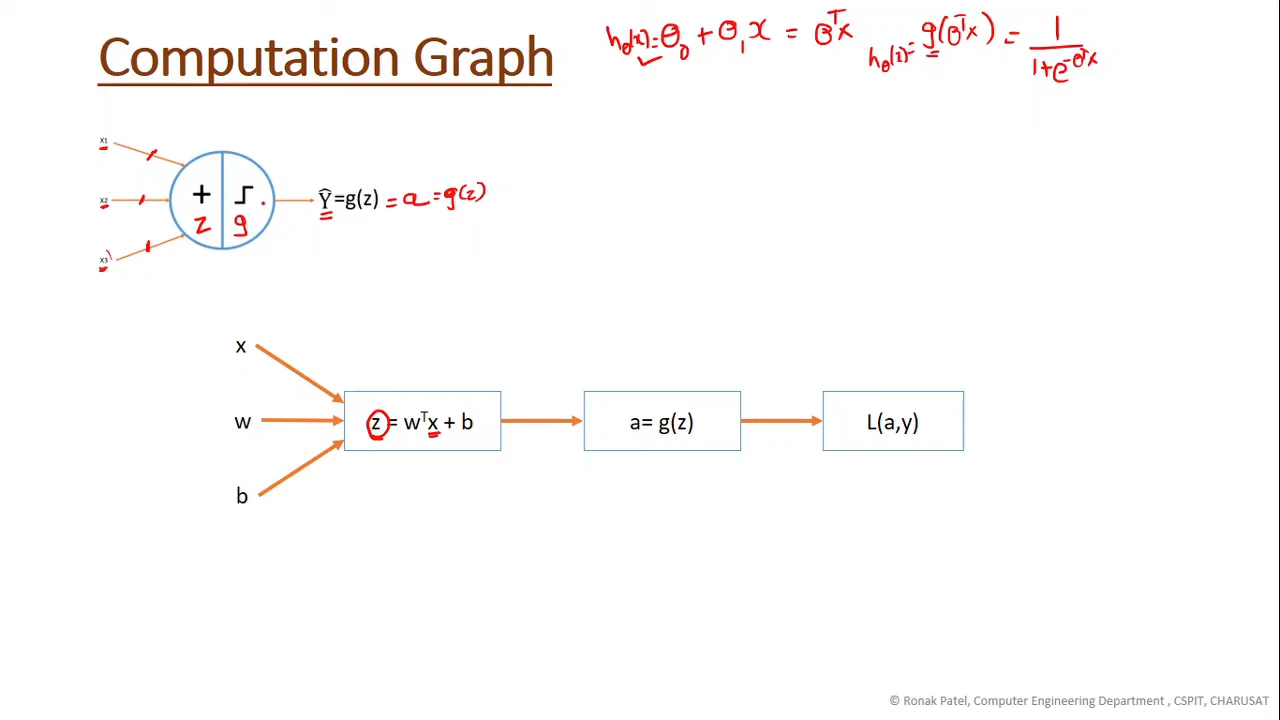 Computation Graph
hθ(x) = θ0 + θ1 x = θᵀx hθ(x) = g(θᵀx) = 1/(1+e^-θᵀx)
X1
X2
X3
+
z
g
Ŷ=g(z) = a = g(z)
x
w
b
z = wᵀx + b
a= g(z)
L(a,y)
© Ronak Patel, Computer Engineering Department , CSPIT, CHARUSAT